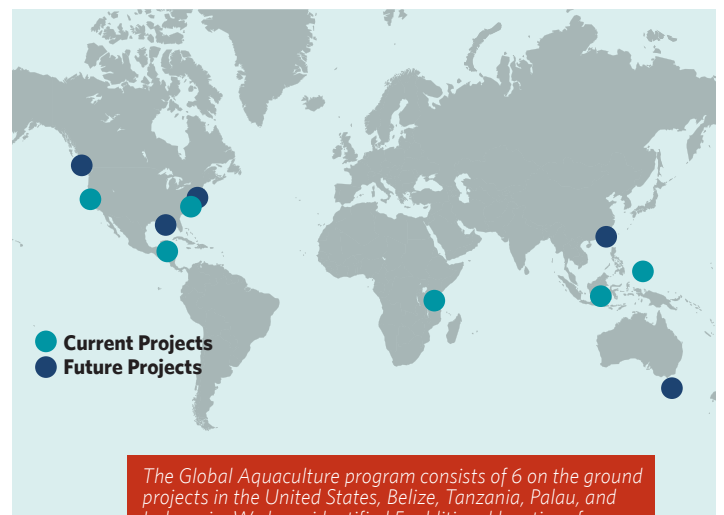 Current Projects
Future Projects
The Global Aquaculture program consists of 6 on the ground
projects in the United States, Belize, Tanzania, Palau, and